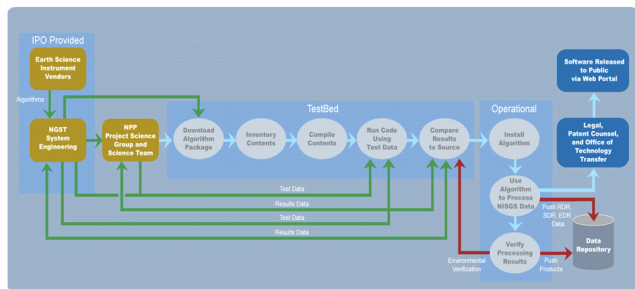 IPO Provided
Earth Science
Instrument
Vendors
Algorithms
NGST
System
Engineering
NPP
Project Science
Group and
Science Team
TestBed
Download
Algorithm
Package
Inventory
Contents
Compile
Contents
Run Code
Using
Test Data
Compare
Results
to Source
Operational
Install
Algorithm
Use
Algorithm
to Process
NISGS Data
Verify
Processing
Results
Software Released
to Public
via Web Portal
Legal,
Patent Counsel,
and Office of
Technology
Transfer
Push RDR,
SDR, EDR
Data
Data
Repository
Test Data
Results Data
Test Data
Results Data
Environmental
Verification
Push
Products